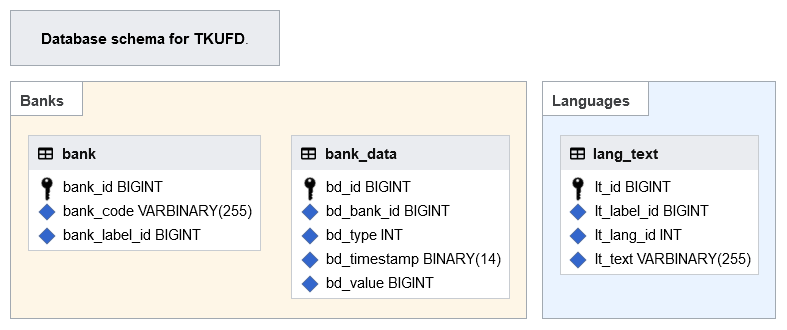 Database schema for TKUFD.
Banks
bank
bank_id BIGINT
bank_code VARBINARY(255)
bank_label_id BIGINT
bank_data
bd_id BIGINT
bd_bank_id BIGINT
bd_type INT
bd_timestamp BINARY(14)
bd_value BIGINT
Languages
lang_text
lt_id BIGINT
lt_label_id BIGINT
lt_lang_id INT
lt_text VARBINARY(255)